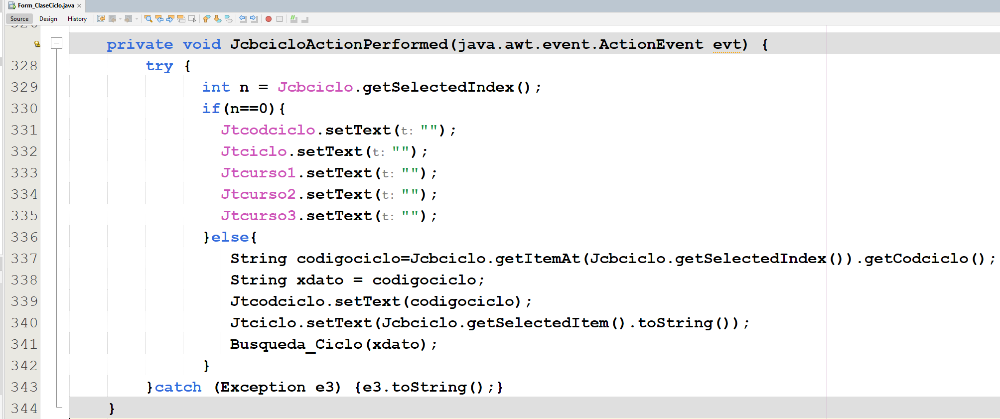 Form_ClaseCiclo.java ×
Source Design History
private void JcbcicloActionPerformed(java.awt.event.ActionEvent evt) {
328 try {
329 int n = Jcbciclo.getSelectedIndex();
330 if(n==0){
331 Jtcodciclo.setText(t: "");
332 Jtciclo.setText(t: "");
333 Jtcurso1.setText(t: "");
334 Jtcurso2.setText(t: "");
335 Jtcurso3.setText(t: "");
336 }else{
337 String codigociclo=Jcbciclo.getItemAt(Jcbciclo.getSelectedIndex()).getCodciclo();
338 String xdato = codigociclo;
339 Jtcodciclo.setText(codigociclo);
340 Jtciclo.setText(Jcbciclo.getSelectedItem().toString());
341 Busqueda_Ciclo(xdato);
342 }
343 }catch (Exception e3) {e3.toString();}
344 }